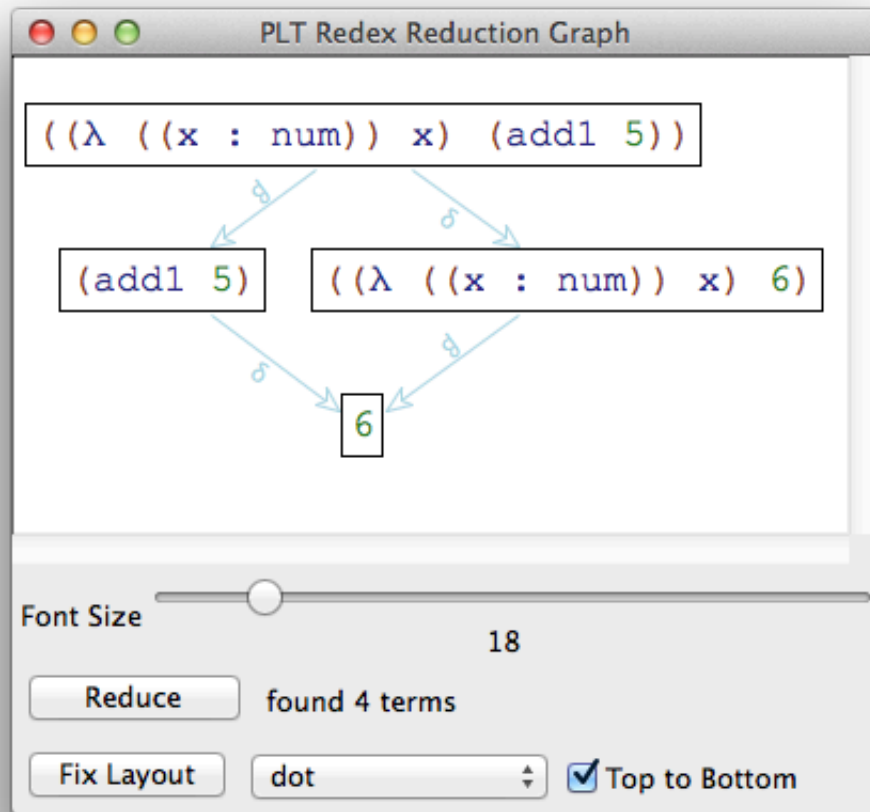 PLT Redex Reduction Graph
((λ ((x : num)) x) (add1 5))
β δ
(add1 5) ((λ ((x : num)) x) 6)
δ β
6
Font Size
18
Reduce found 4 terms
Fix Layout dot Top to Bottom